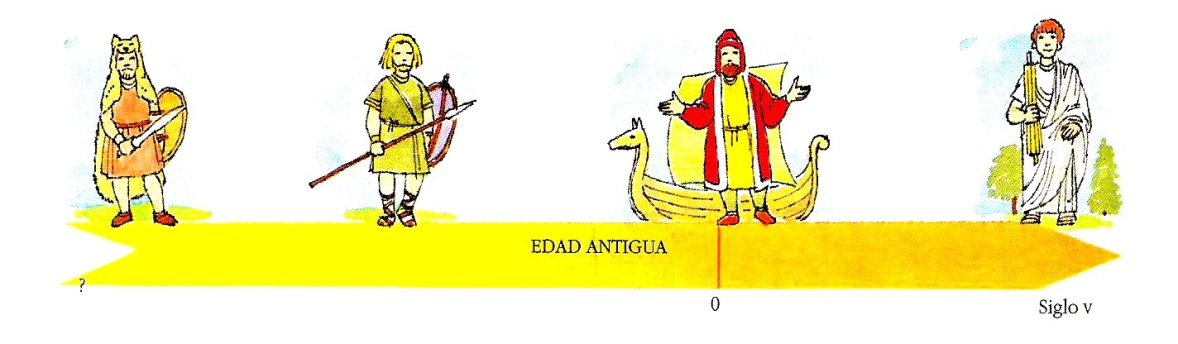 EDAD ANTIGUA
?
0
Siglo V